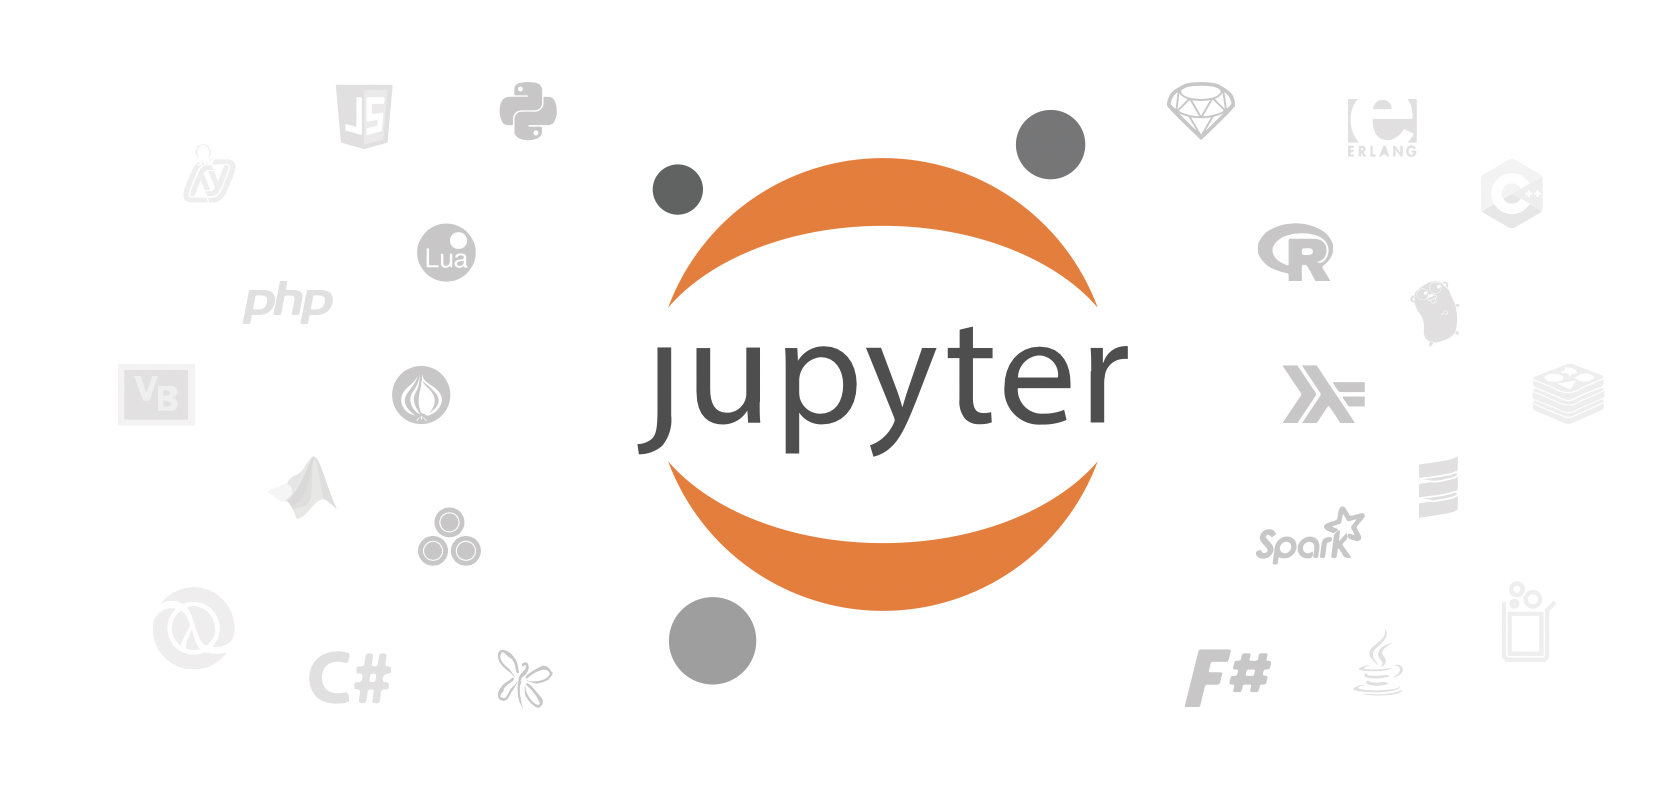 JS
ERLANG
C++
Lua
R
php
jupyter
VB
Spark
C#
F#